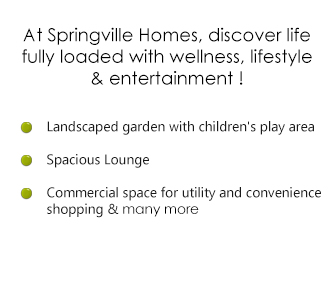 At Springville Homes, discover life
fully loaded with wellness, lifestyle
& entertainment !
Landscaped garden with children's play area
Spacious Lounge
Commercial space for utility and convenience
shopping & many more